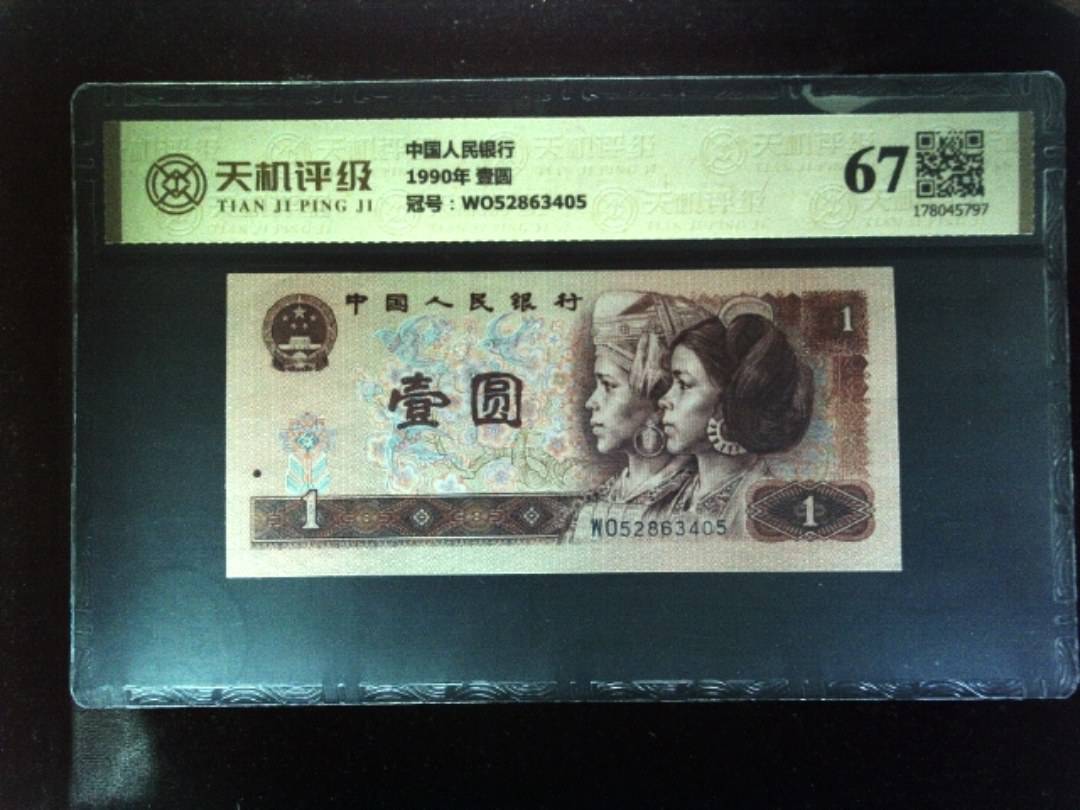 天机评级
TIAN JI PING JI
中国人民银行
1990年 壹圆
冠号：WO52863405
67
178045797
中国人民银行
1
壹圆
1
WO52863405
1